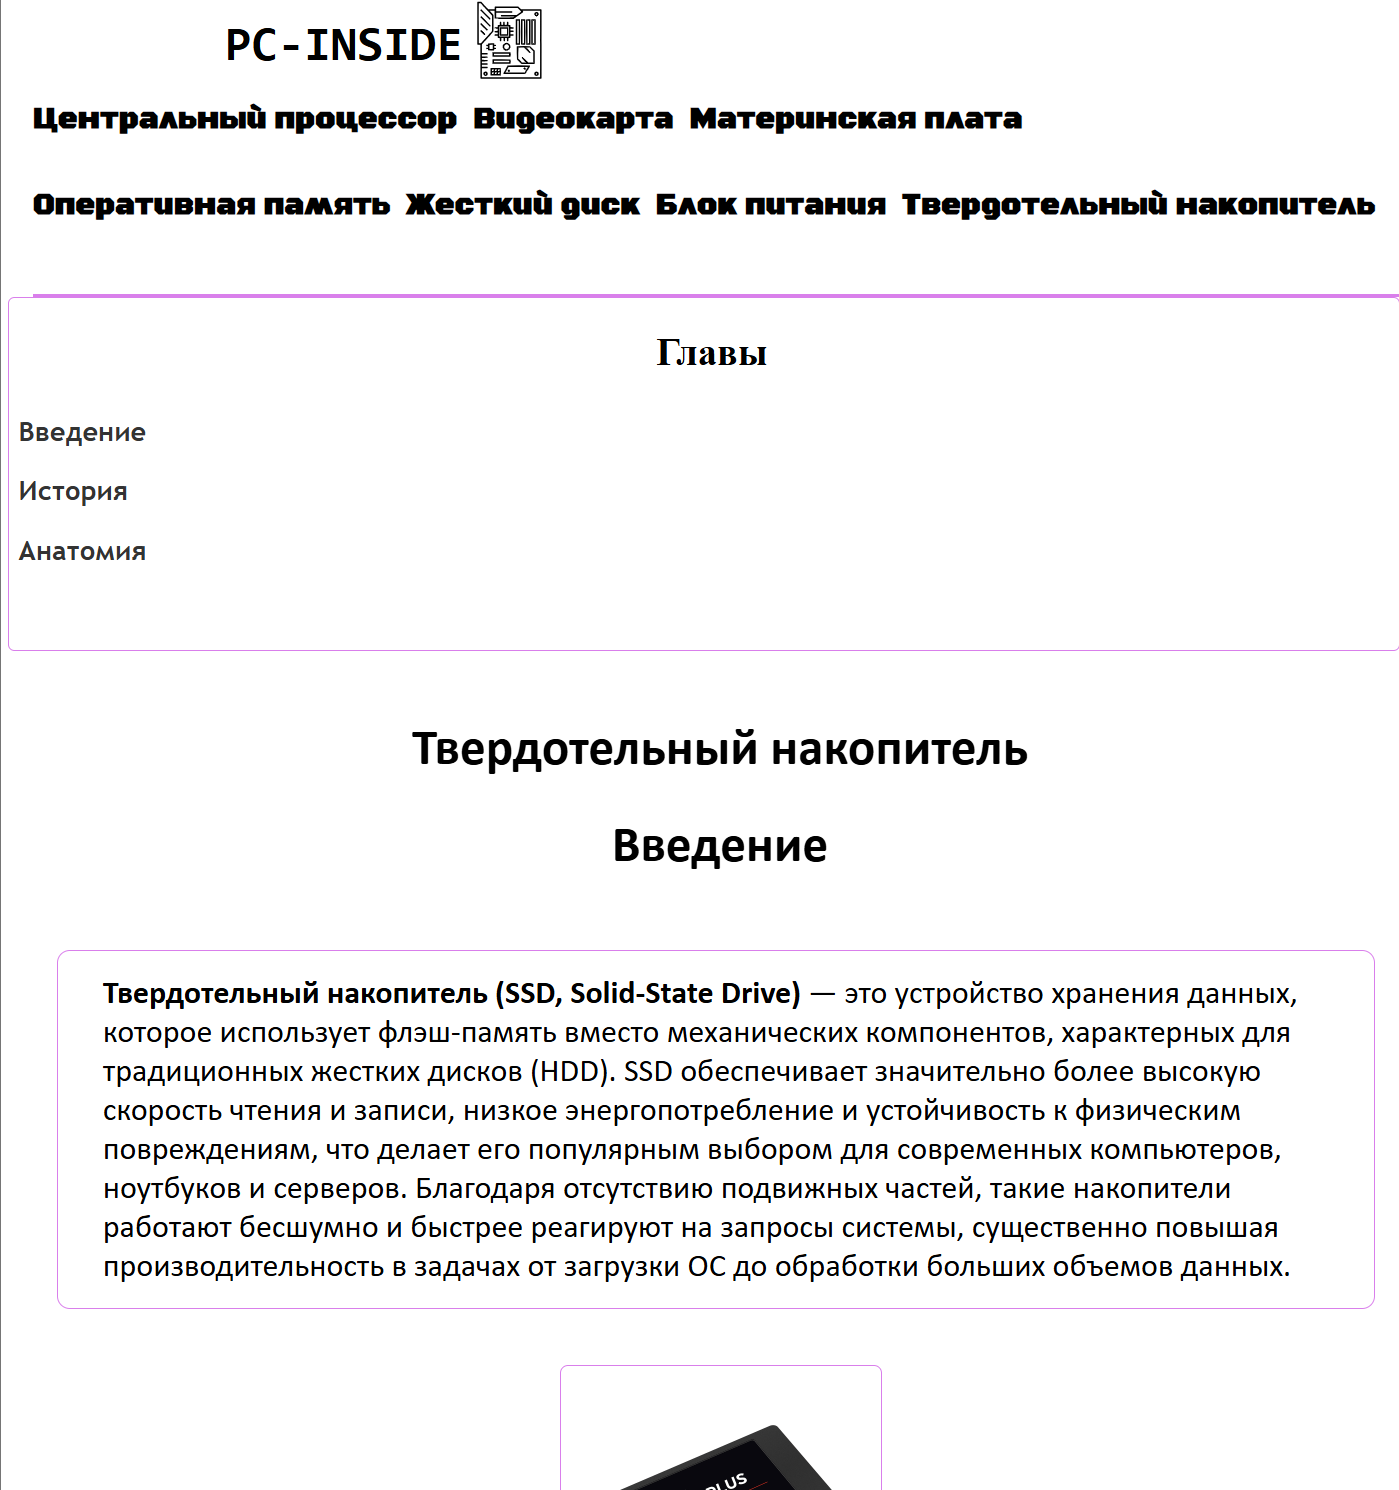 PC-INSIDE
Центральный процессор Видеокарта Материнская плата
Оперативная память Жесткий диск Блок питания Твердотельный накопитель
Главы
Введение
История
Анатомия
Твердотельный накопитель
Введение
Твердотельный накопитель (SSD, Solid-State Drive) — это устройство хранения данных,
которое использует флэш-память вместо механических компонентов, характерных для
традиционных жестких дисков (HDD). SSD обеспечивает значительно более высокую
скорость чтения и записи, низкое энергопотребление и устойчивость к физическим
повреждениям, что делает его популярным выбором для современных компьютеров,
ноутбуков и серверов. Благодаря отсутствию подвижных частей, такие накопители
работают бесшумно и быстрее реагируют на запросы системы, существенно повышая
производительность в задачах от загрузки ОС до обработки больших объемов данных.
PLUS